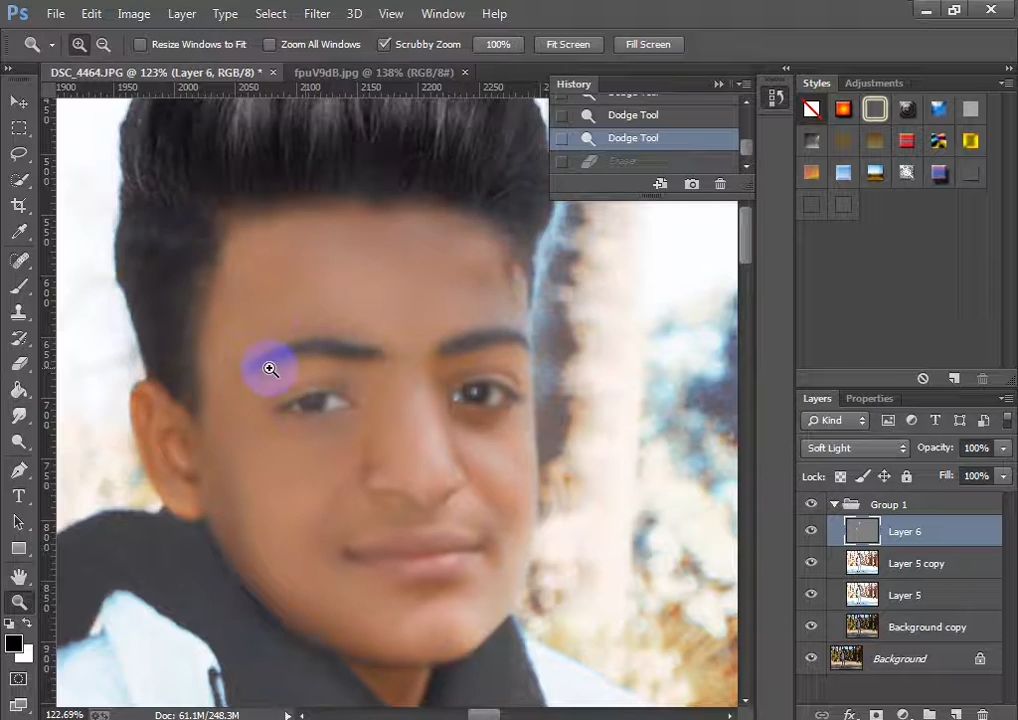 Ps File Edit Image Layer Type Select Filter 3D View Window Help
Resize Windows to Fit Zoom All Windows Scrubby Zoom 100% Fit Screen Fill Screen
DSC_4464.JPG @ 123% (Layer 6, RGB/8) * × fpuV9dB.jpg @ 138% (RGB/8#) ×
1900 2000 2050 2100 2150 2200 2250
History
Dodge Tool
Dodge Tool
Eraser
Styles Adjustments
Layers Properties
Kind
Soft Light Opacity: 100%
Lock: Fill: 100%
Group 1
Layer 6
Layer 5 copy
Layer 5
Background copy
Background
122.69% Doc: 61.1M/248.3M